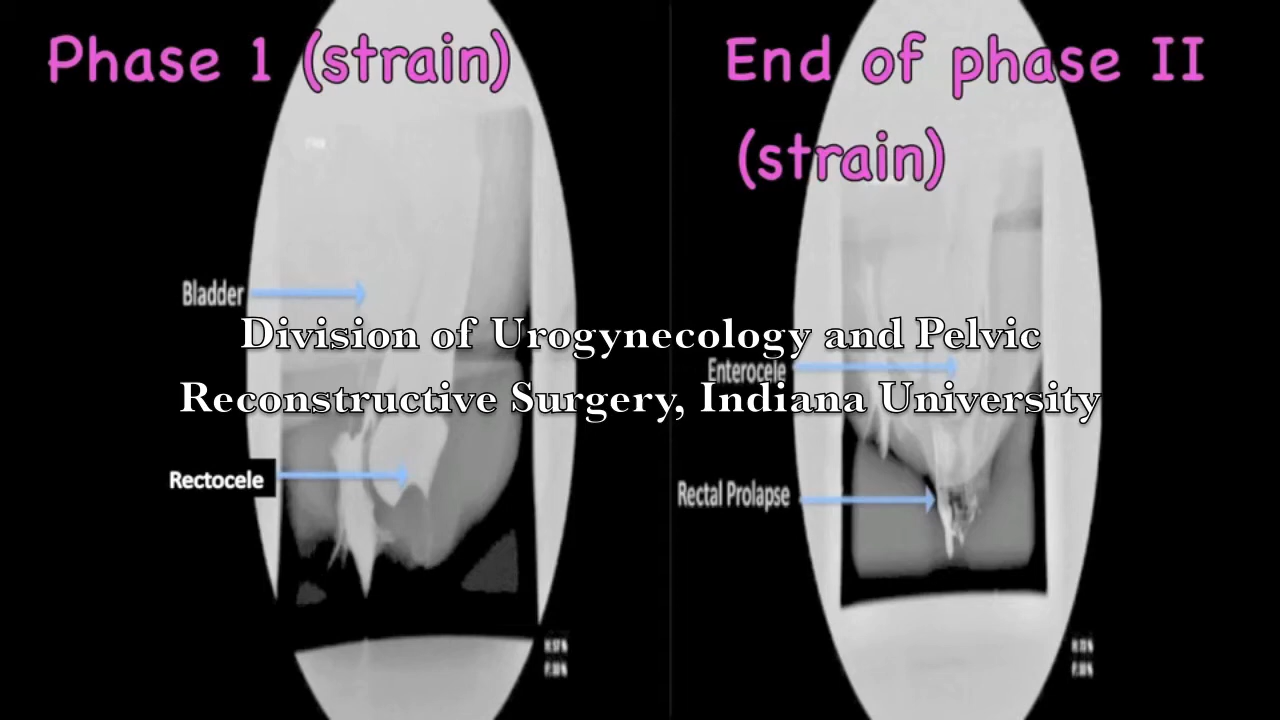 Phase 1 (strain)
End of phase II
(strain)
Bladder
Division of Urogynecology and Pelvic
Enterocele
Reconstructive Surgery, Indiana University
Rectocele
Rectal Prolapse